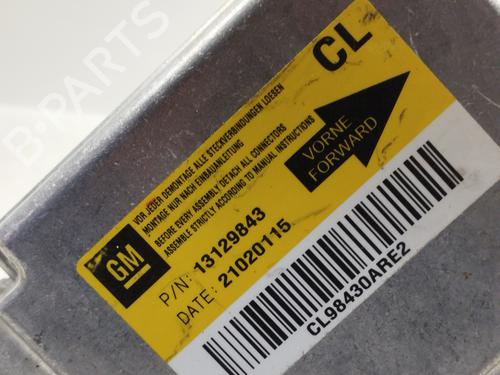 CL
VOR JEDER DEMONTAGE ALLE STECKVERBINDUNGEN LOESEN
MONTAGE NUR NACH EINBAUANLEITUNG
BEFORE EVERY ASSEMBLY DETACH ALL CONNECTORS
ASSEMBLE STRICTLY ACCORDING TO MANUAL INSTRUCTIONS
VORNE
FORWARD
GM
P/N: 13129843
DATE: 21020115
CL98430ARE2